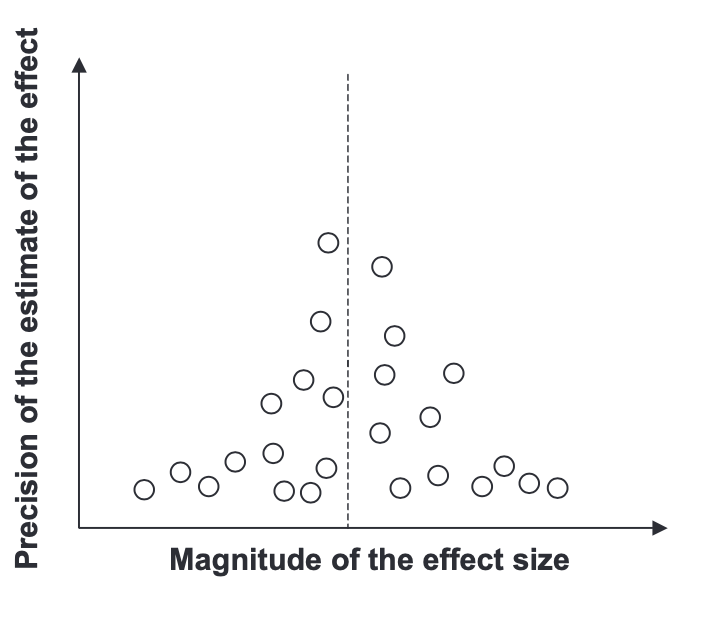 Precision of the estimate of the effect
Magnitude of the effect size